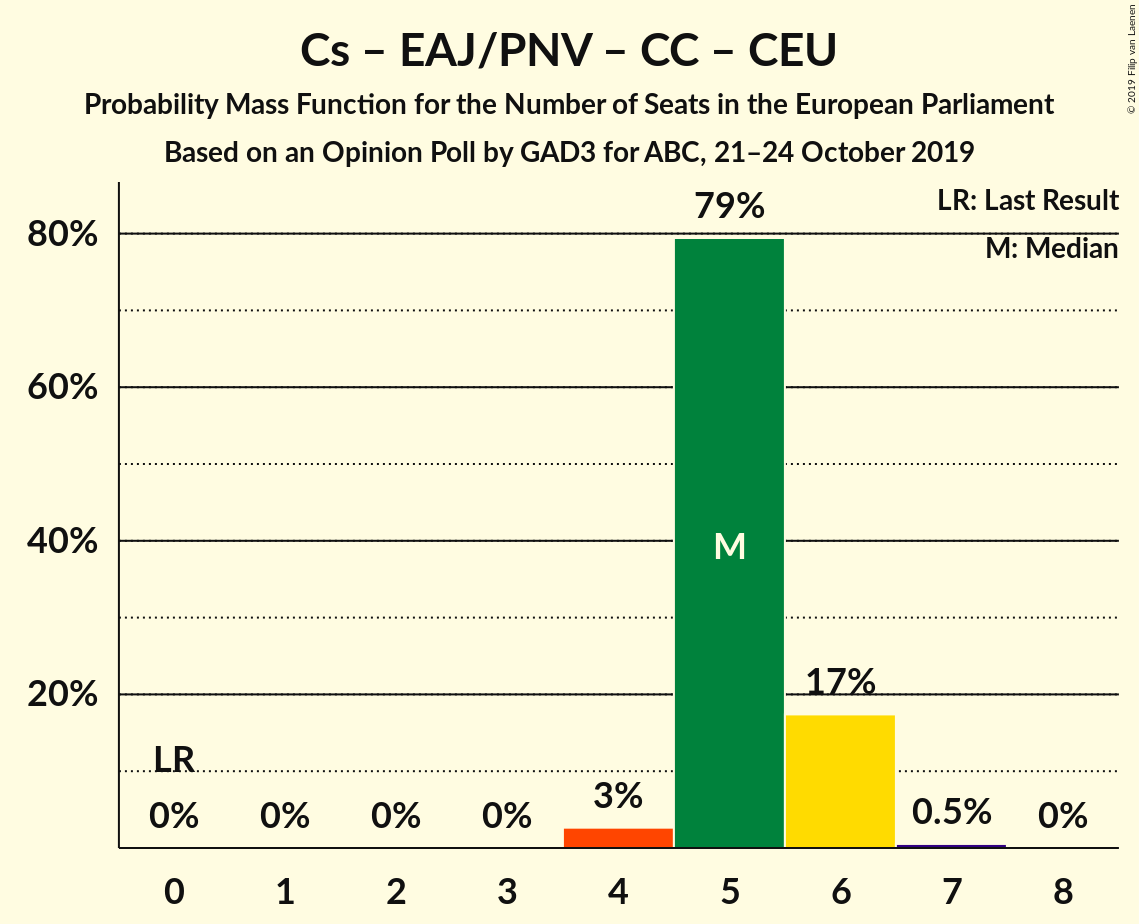 Cs – EAJ/PNV – CC – CEU
Probability Mass Function for the Number of Seats in the European Parliament
Based on an Opinion Poll by GAD3 for ABC, 21–24 October 2019
© 2019 Filip van Laenen
LR: Last Result
M: Median
80%
60%
40%
20%
79%
M
17%
LR
0%
0%
0%
0%
3%
0.5%
0%
0
1
2
3
4
5
6
7
8